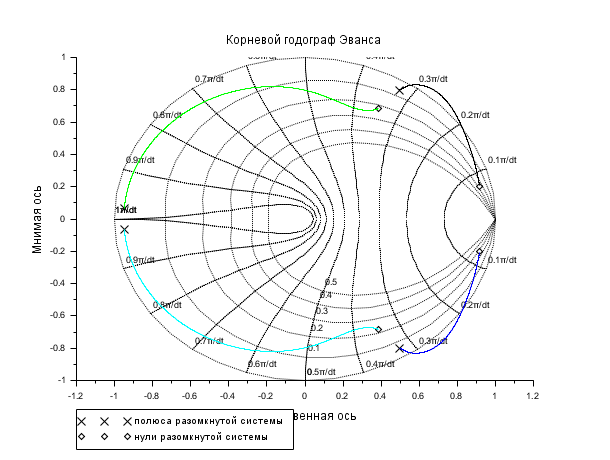 Корневой годограф Эванса
1
0.8
0.6
0.4
0.2
0
-0.2
-0.4
-0.6
-0.8
-1
Мнимая ось
0.7π/dt
0.3π/dt
0.8π/dt
0.2π/dt
0.9π/dt
0.1π/dt
1π/dt
0.9π/dt
0.1π/dt
0.8π/dt
0.2π/dt
0.7π/dt
0.3π/dt
0.6π/dt
0.4π/dt
0.5π/dt
0.5
0.4
0.3
0.2
0.1
-1.2 -1 -0.8 -0.6 -0.4 -0.2 0 0.2 0.4 0.6 0.8 1 1.2
ось
полюса разомкнутой системы
нули разомкнутой системы